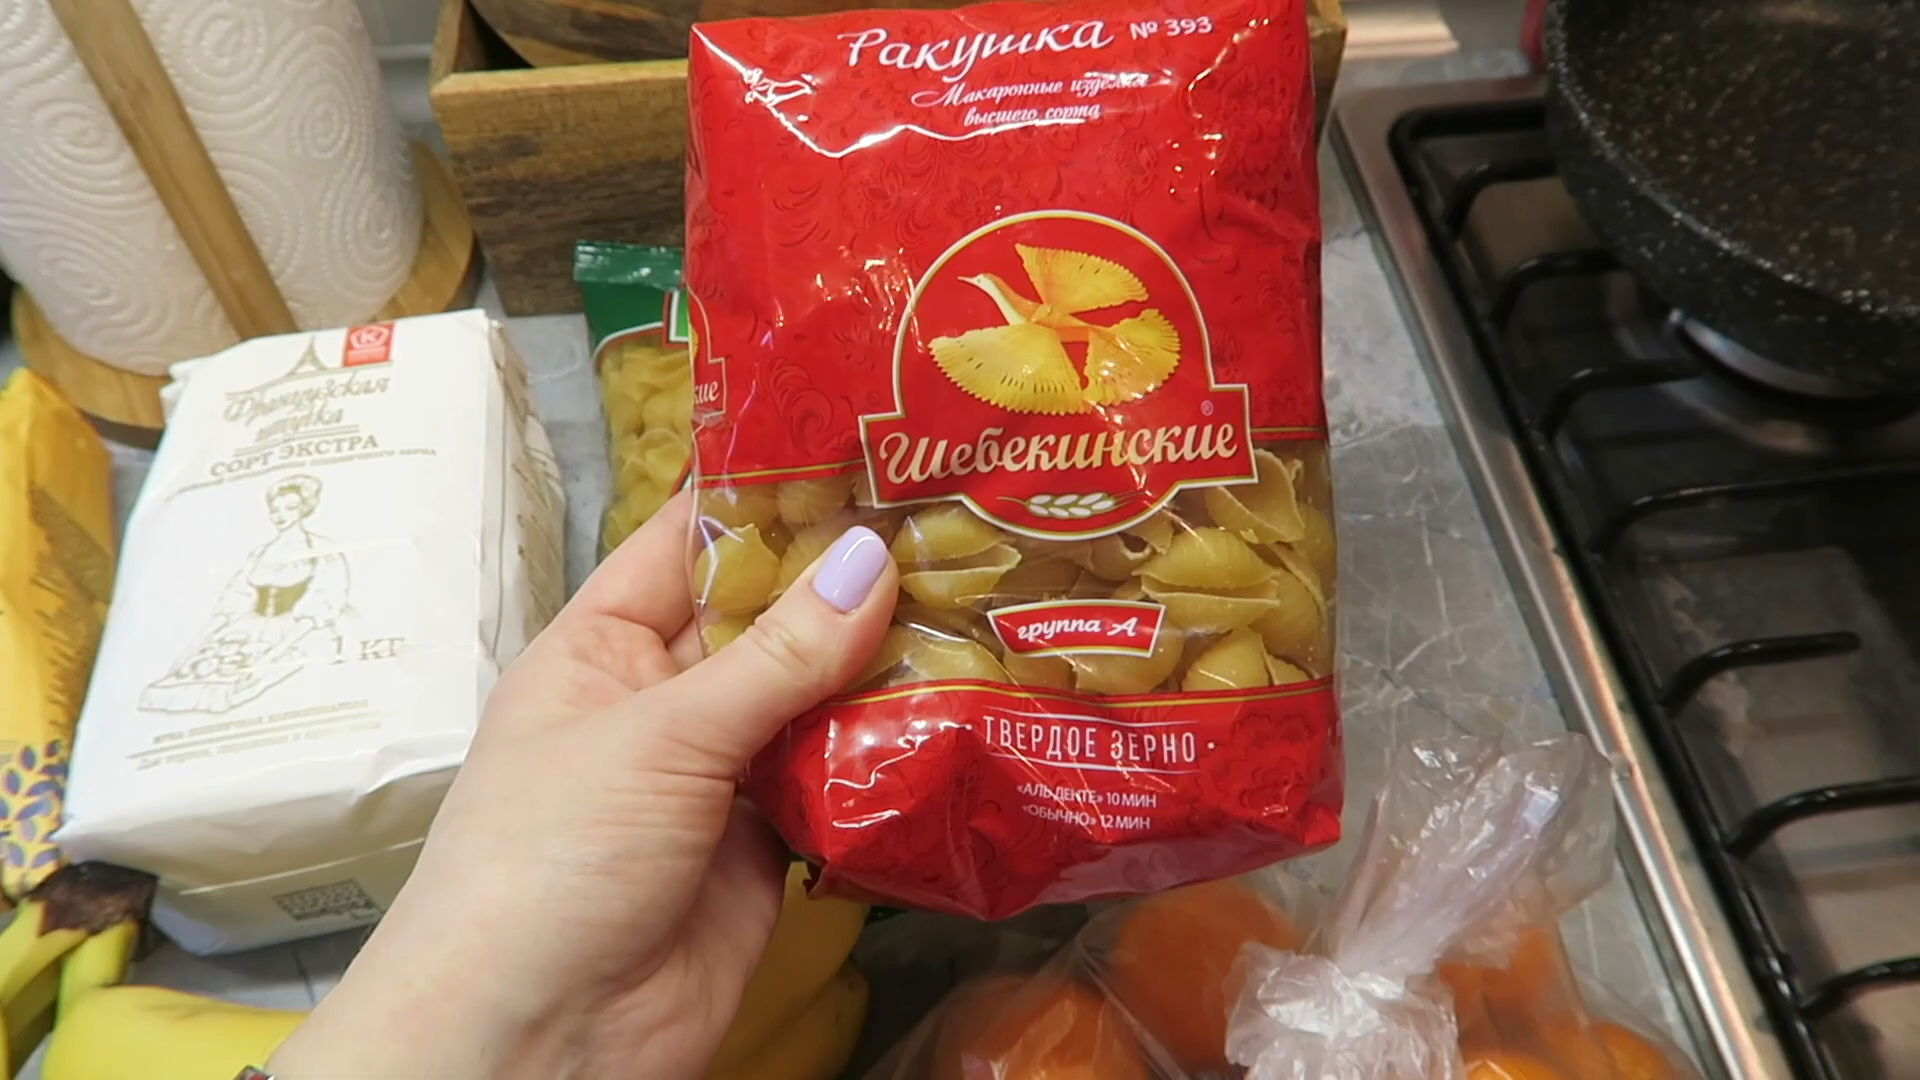 Ракушка № 393
Макаронные изделия
высшего сорта
Шебекинские
®
группа А
· ТВЕРДОЕ ЗЕРНО ·
«АЛЬ ДЕНТЕ» 10 МИН
«ОБЫЧНО» 12 МИН
кие
К
Французская
штучка
СОРТ ЭКСТРА
1 КГ